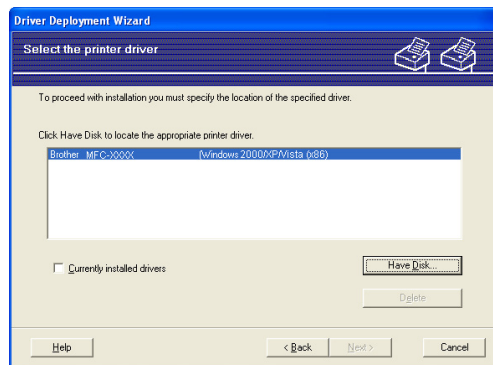 Driver Deployment Wizard
Select the printer driver
To proceed with installation you must specify the location of the specified driver.
Click Have Disk to locate the appropriate printer driver.
Brother MFC-XXXX (Windows 2000/XP/Vista (x86)
Currently installed drivers
Have Disk...
Delete
Help
< Back
Next >
Cancel